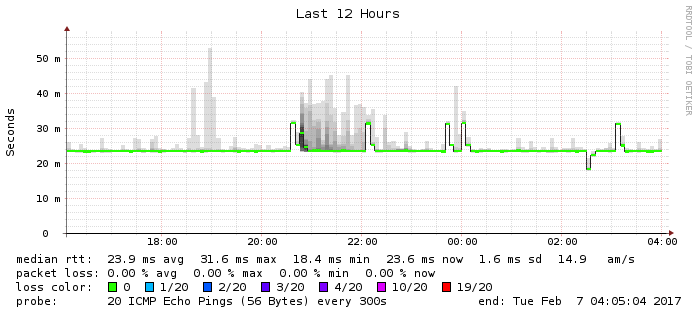 Last 12 Hours
RRDTOOL / TOBI OETIKER
Seconds
50 m
40 m
30 m
20 m
10 m
0
18:00 20:00 22:00 00:00 02:00 04:00
median rtt: 23.9 ms avg 31.6 ms max 18.4 ms min 23.6 ms now 1.6 ms sd 14.9 am/s
packet loss: 0.00 % avg 0.00 % max 0.00 % min 0.00 % now
loss color: 0 1/20 2/20 3/20 4/20 10/20 19/20
probe: 20 ICMP Echo Pings (56 Bytes) every 300s end: Tue Feb 7 04:05:04 2017